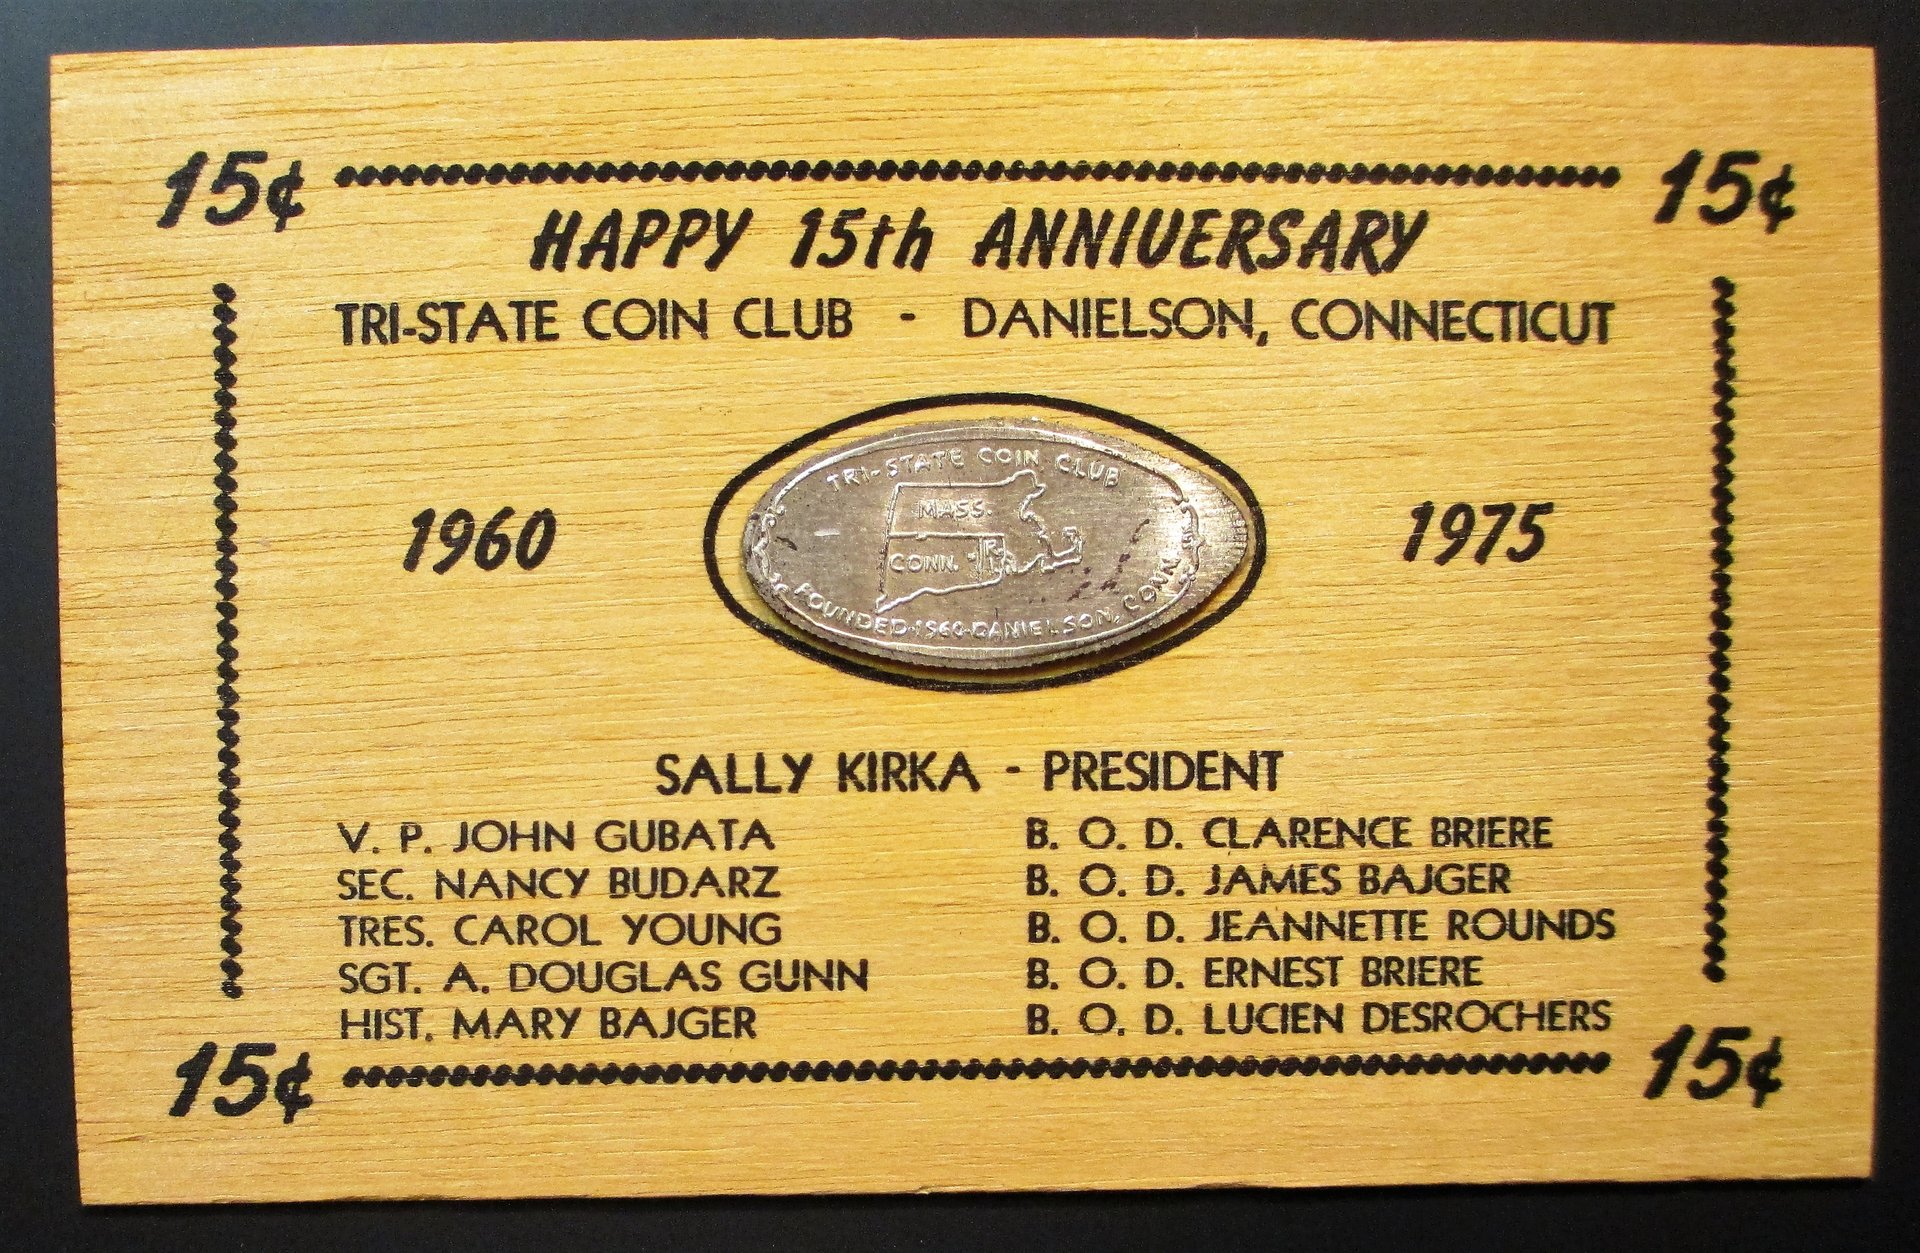 15¢ 15¢
HAPPY 15th ANNIVERSARY
TRI-STATE COIN CLUB - DANIELSON, CONNECTICUT
TRI-STATE COIN CLUB
MASS.
CONN. R.I.
FOUNDED-1960-DANIELSON, CONN.
1960 1975
SALLY KIRKA - PRESIDENT
V. P. JOHN GUBATA
SEC. NANCY BUDARZ
TRES. CAROL YOUNG
SGT. A. DOUGLAS GUNN
HIST. MARY BAJGER
B. O. D. CLARENCE BRIERE
B. O. D. JAMES BAJGER
B. O. D. JEANNETTE ROUNDS
B. O. D. ERNEST BRIERE
B. O. D. LUCIEN DESROCHERS
15¢ 15¢